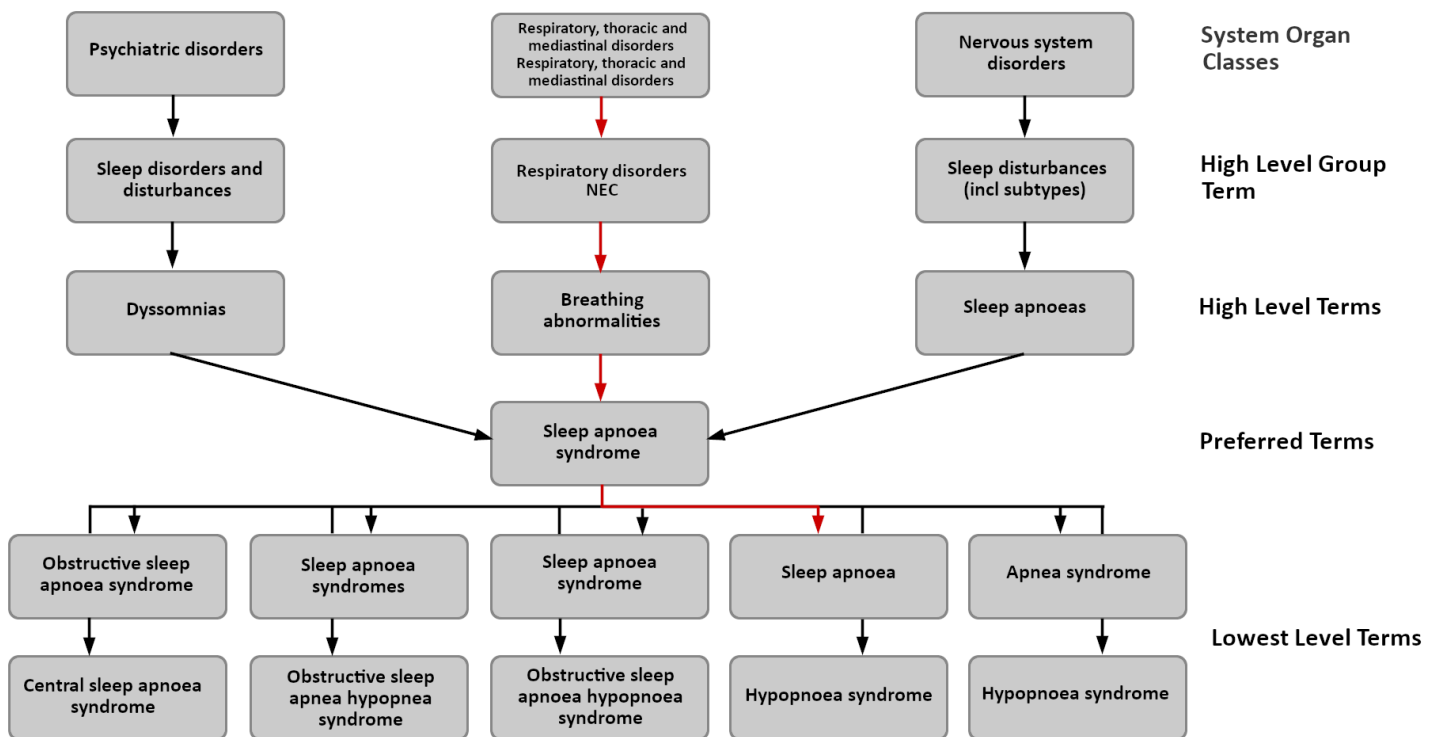 Psychiatric disorders
Respiratory, thoracic and
mediastinal disorders
Respiratory, thoracic and
mediastinal disorders
Nervous system
disorders
System Organ
Classes
Sleep disorders and
disturbances
Respiratory disorders
NEC
Sleep disturbances
(incl subtypes)
High Level Group
Term
Dyssomnias
Breathing
abnormalities
Sleep apnoeas
High Level Terms
Sleep apnoea
syndrome
Preferred Terms
Obstructive sleep
apnoea syndrome
Sleep apnoea
syndromes
Sleep apnoea
syndrome
Sleep apnoea
Apnea syndrome
Lowest Level Terms
Central sleep apnoea
syndrome
Obstructive sleep
apnea hypopnea
syndrome
Obstructive sleep
apnoea hypopnoea
syndrome
Hypopnoea syndrome
Hypopnoea syndrome